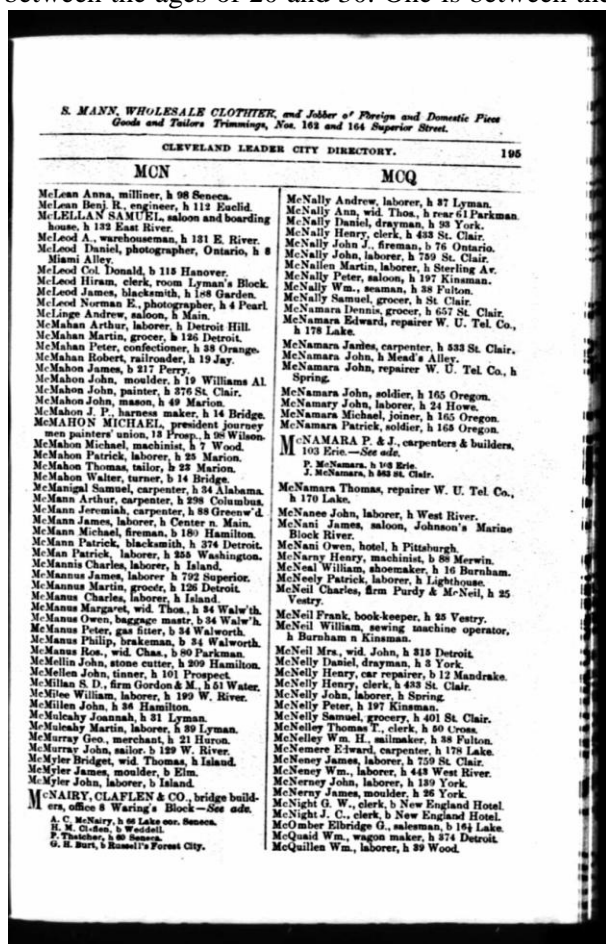 between the ages of 20 and 30. One is between the
S. MANN, WHOLESALE CLOTHIER, and Jobber of Foreign and Domestic Piece
Goods and Tailors Trimmings, Nos. 162 and 164 Superior Street.
CLEVELAND LEADER CITY DIRECTORY. 195
MCN
McLean Anna, milliner, h 98 Seneca.
McLean Benj. R., engineer, h 112 Euclid.
McLELLAN SAMUEL, saloon and boarding
house, h 132 East River.
McLeod A., warehouseman, h 131 E. River.
McLeod Daniel, photographer, Ontario, h 8
Miami Alley.
McLeod Col. Donald, b 115 Hanover.
McLeod Hiram, clerk, room Lyman's Block.
McLeod James, blacksmith, h 188 Garden.
McLeod Norman E., photographer, h 4 Pearl
McLinge Andrew, saloon, h Main.
McMahan Arthur, laborer, h Detroit Hill.
McMahan Martin, grocer, h 126 Detroit.
McMahan Peter, confectioner, h 38 Orange.
McMahan Robert, railroader, h 19 Jay.
McMahon James, b 217 Perry.
McMahon John, moulder, h 19 Williams Al.
McMahon John, painter, h 376 St. Clair.
McMahon John, mason, h 49 Marion.
McMahon J. P., harness maker, h 14 Bridge.
McMAHON MICHAEL, president journey
men painters' union, 13 Prosp., h 98 Wilson.
McMahon Michael, machinist, h 7 Wood.
McMahon Patrick, laborer, h 25 Marion.
McMahon Thomas, tailor, h 23 Marion.
McMahon Walter, turner, b 14 Bridge.
McManigal Samuel, carpenter, h 34 Alabama.
McMann Arthur, carpenter, h 298 Columbus.
McMann Jeremiah, carpenter, h 88 Greenw'd.
McMann James, laborer, h Center n. Main.
McMann Michael, fireman, b 180 Hamilton.
McMann Patrick, blacksmith, h 374 Detroit.
McMan Patrick, laborer, h 255 Washington.
McMannis Charles, laborer, h Island.
McMannus James, laborer h 792 Superior.
McMannus Martin, grocer, h 126 Detroit.
McManus Charles, laborer, h Island.
McManus Margaret, wid. Thos., h 34 Walw'th.
McManus Owen, baggage mastr, b 34 Walw'h.
McManus Peter, gas fitter, b 34 Walworth.
McManus Philip, brakeman, b 34 Walworth.
McManus Ros., wid. Chas., b 80 Parkman.
McMellin John, stone cutter, h 209 Hamilton.
McMellen John, tinner, h 101 Prospect.
McMillan S. D., firm Gordon & M., h 51 Water.
McMilee William, laborer, h 199 W. River.
McMillen John, h 36 Hamilton.
McMulcahy Joannah, h 31 Lyman.
McMulcahy Martin, laborer, h 39 Lyman.
McMurray Geo., merchant, h 21 Huron.
McMurray John, sailor. b 129 W. River.
McMyler Bridget, wid. Thomas, h Island.
McMyler James, moulder, b Elm.
McMyler John, laborer, b Island.
McNAIRY, CLAFLEN & CO., bridge build-
ers, office 8 Waring's Block—See adv.
A. C. McNairy, h 66 Lake cor. Seneca.
H. M. Claflen, b Weddell.
P. Thatcher, h 60 Seneca.
G. H. Burt, b Russell's Forest City.
MCQ
McNally Andrew, laborer, h 37 Lyman.
McNally Ann, wid. Thos., h rear 61 Parkman.
McNally Daniel, drayman, h 93 York.
McNally Henry, clerk, h 433 St. Clair.
McNally John J., fireman, b 76 Ontario.
McNally John, laborer, h 759 St. Clair.
McNallen Martin, laborer, h Sterling Av.
McNally Peter, saloon, h 197 Kinsman.
McNally Wm., seaman, h 38 Fulton.
McNally Samuel, grocer, h St. Clair.
McNamara Dennis, grocer, h 657 St. Clair.
McNamara Edward, repairer W. U. Tel. Co.,
h 178 Lake.
McNamara James, carpenter, h 533 St. Clair.
McNamara John, h Mead's Alley.
McNamara John, repairer W. U. Tel. Co., h
Spring.
McNamara John, soldier, h 165 Oregon.
McNamary John, laborer, h 24 Howe.
McNamara Michael, joiner, h 165 Oregon.
McNamara Patrick, soldier, h 165 Oregon.
McNAMARA P. & J., carpenters & builders,
103 Erie.—See adv.
P. McNamara, h 103 Erie.
J. McNamara, h 563 St. Clair.
McNamara Thomas, repairer W. U. Tel. Co.,
h 170 Lake.
McNanee John, laborer, h West River.
McNani James, saloon, Johnson's Marine
Block River.
McNani Owen, hotel, h Pittsburgh.
McNarny Henry, machinist, b 88 Merwin.
McNeal William, shoemaker, h 16 Burnham.
McNeely Patrick, laborer, h Lighthouse.
McNeil Charles, firm Purdy & McNeil, h 25
Vestry.
McNeil Frank, book-keeper, h 25 Vestry.
McNeil William, sewing machine operator,
h Burnham n Kinsman.
McNeil Mrs., wid. John, h 315 Detroit.
McNelly Daniel, drayman, h 3 York.
McNelly Henry, car repairer, b 12 Mandrake.
McNelly Henry, clerk, h 433 St. Clair.
McNelly John, laborer, h Spring.
McNelly Peter, h 197 Kinsman.
McNelly Samuel, grocery, h 401 St. Clair.
McNelley Thomas T., clerk, h 50 Cross.
McNelley Wm. H., sailmaker, h 38 Fulton.
McNemere Edward, carpenter, h 178 Lake.
McNeney James, laborer, h 759 St. Clair.
McNeney Wm., laborer, h 443 West River.
McNerney John, laborer, h 139 York.
McNerny James, moulder, h 26 York.
McNight G. W., clerk, b New England Hotel.
McNight J. C., clerk, b New England Hotel.
McOmber Elbridge G., salesman, b 164 Lake.
McQuaid Wm., wagon maker, h 374 Detroit
McQuillen Wm., laborer, h 39 Wood.